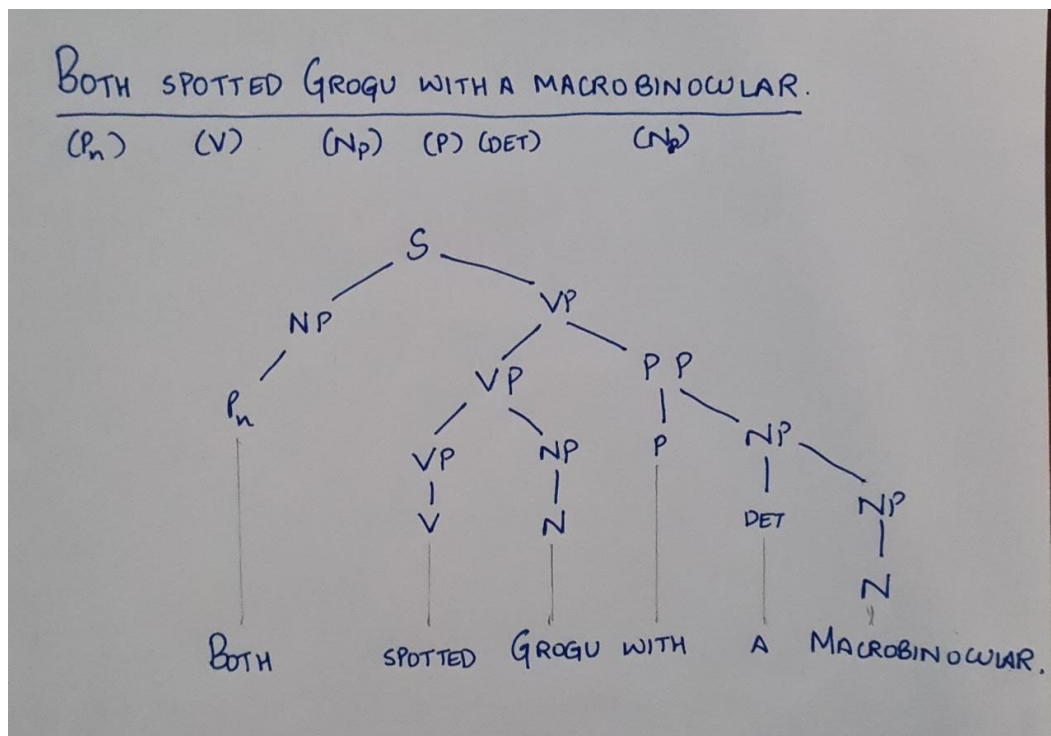 BOTH SPOTTED GROGU WITH A MACROBINOCULAR.
(Pn) (V) (Np) (P) (DET) (Np)
S
NP VP
Pn VP PP
VP NP P NP
V N DET NP
N
BOTH SPOTTED GROGU WITH A MACROBINOCULAR.